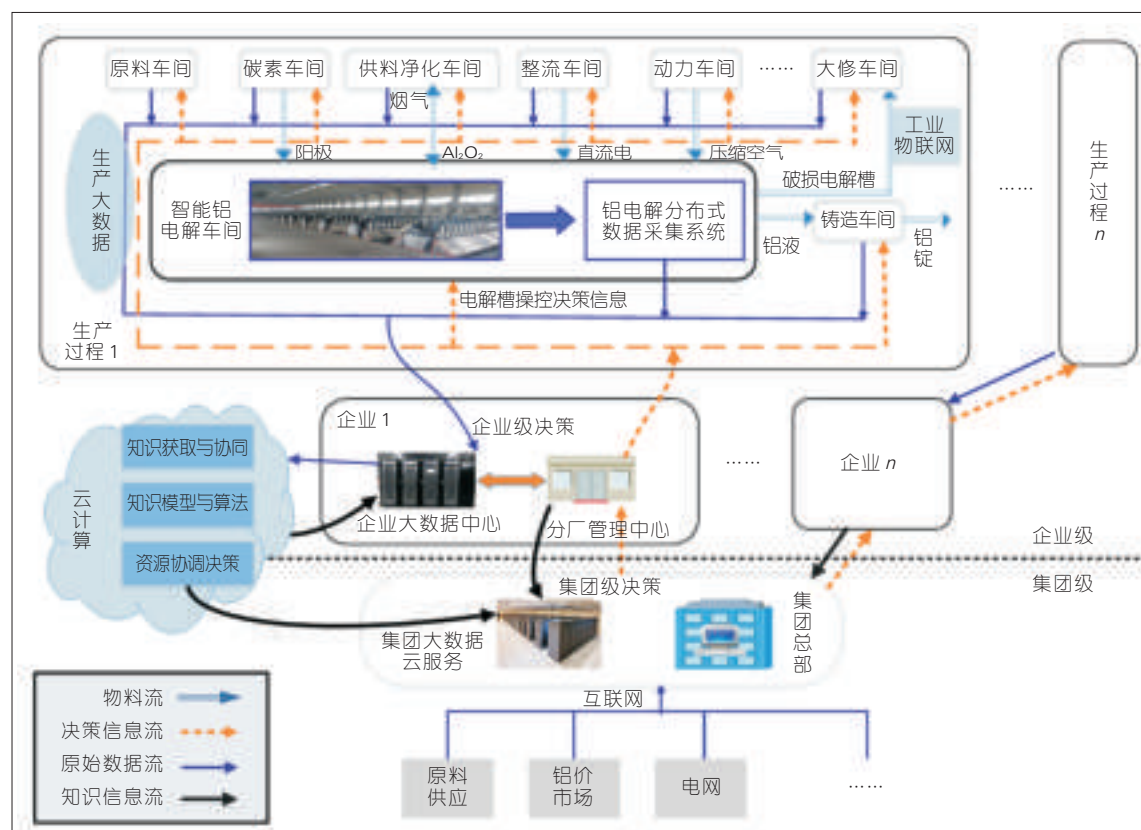 原料车间
碳素车间
供料净化车间
整流车间
动力车间
……
大修车间
烟气
阳极
Al₂O₂
直流电
压缩空气
工业
物联网
生产大数据
智能铝
电解车间
铝电解分布式
数据采集系统
破损电解槽
铝液
铸造车间
铝锭
电解槽操控决策信息
生产
过程 1
……
生产过程 n
企业 1
企业级决策
企业大数据中心
分厂管理中心
……
企业 n
云计算
知识获取与协同
知识模型与算法
资源协调决策
企业级
集团级
集团级决策
集团大数据
云服务
集团总部
互联网
原料
供应
铝价
市场
电网
……
物料流
决策信息流
原始数据流
知识信息流